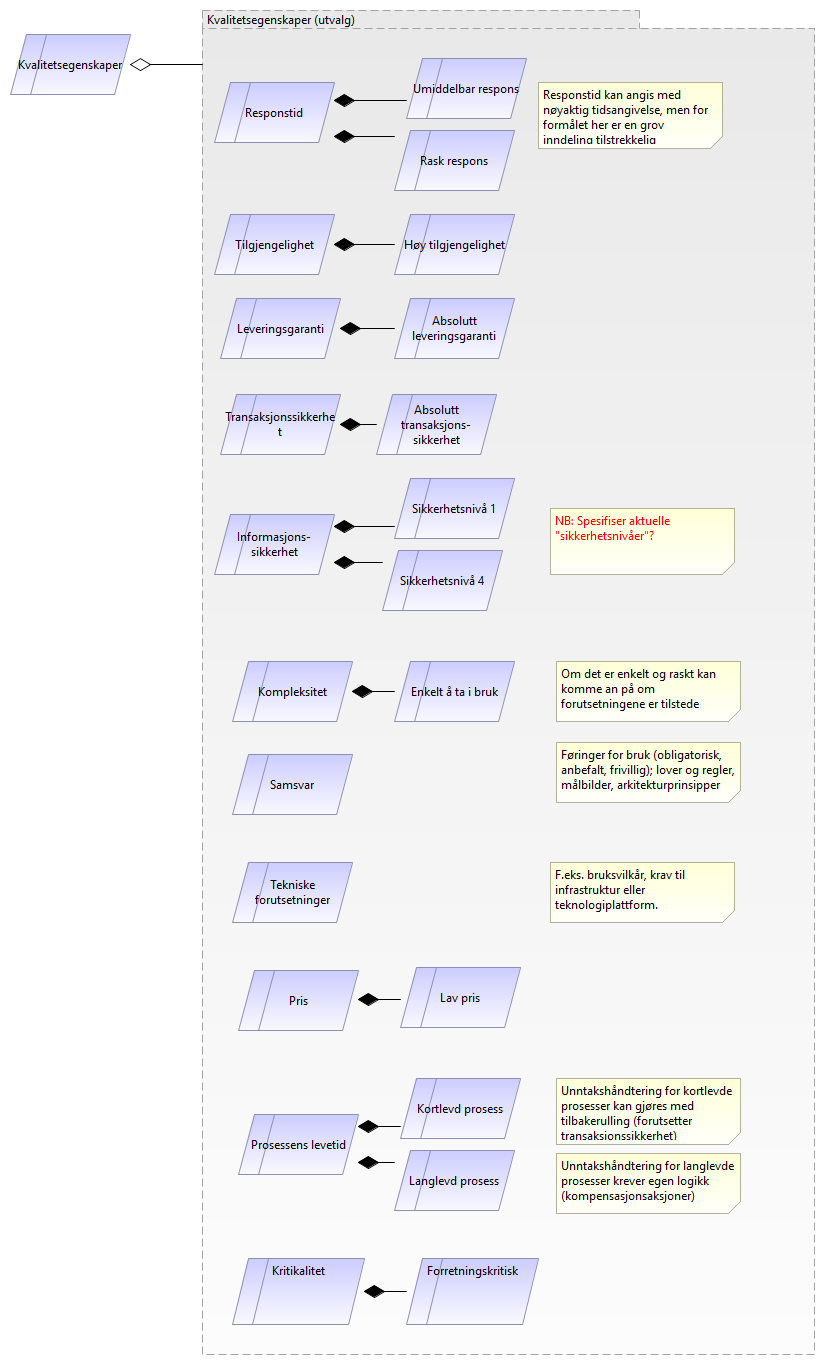 Kvalitetsegenskaper (utvalg)
Kvalitetsegenskaper
Responstid
Umiddelbar respons
Rask respons
Responstid kan angis med
nøyaktig tidsangivelse, men for
formålet her er en grov
inndeling tilstrekkelig
Tilgjengelighet
Høy tilgjengelighet
Leveringsgaranti
Absolutt
leveringsgaranti
Transaksjonssikkerhe
t
Absolutt
transaksjons-
sikkerhet
Informasjons-
sikkerhet
Sikkerhetsnivå 1
Sikkerhetsnivå 4
NB: Spesifiser aktuelle
"sikkerhetsnivåer"?
Kompleksitet
Enkelt å ta i bruk
Om det er enkelt og raskt kan
komme an på om
forutsetningene er tilstede
Samsvar
Føringer for bruk (obligatorisk,
anbefalt, frivillig); lover og regler,
målbilder, arkitekturprinsipper
Tekniske
forutsetninger
F.eks. bruksvilkår, krav til
infrastruktur eller
teknologiplattform.
Pris
Lav pris
Prosessens levetid
Kortlevd prosess
Langlevd prosess
Unntakshåndtering for kortlevde
prosesser kan gjøres med
tilbakerulling (forutsetter
transaksjonssikkerhet)
Unntakshåndtering for langlevde
prosesser krever egen logikk
(kompensasjonsaksjoner)
Kritikalitet
Forretningskritisk